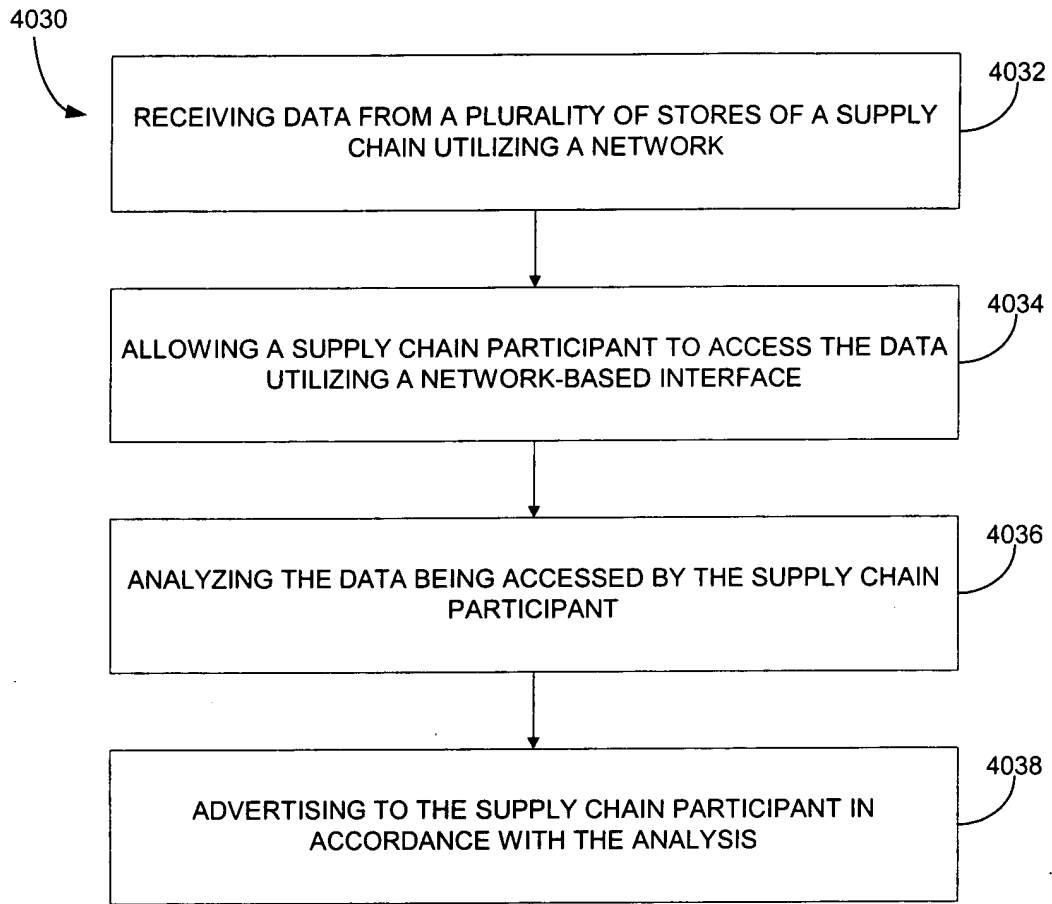 4030
4032
RECEIVING DATA FROM A PLURALITY OF STORES OF A SUPPLY
CHAIN UTILIZING A NETWORK
4034
ALLOWING A SUPPLY CHAIN PARTICIPANT TO ACCESS THE DATA
UTILIZING A NETWORK-BASED INTERFACE
4036
ANALYZING THE DATA BEING ACCESSED BY THE SUPPLY CHAIN
PARTICIPANT
4038
ADVERTISING TO THE SUPPLY CHAIN PARTICIPANT IN
ACCORDANCE WITH THE ANALYSIS